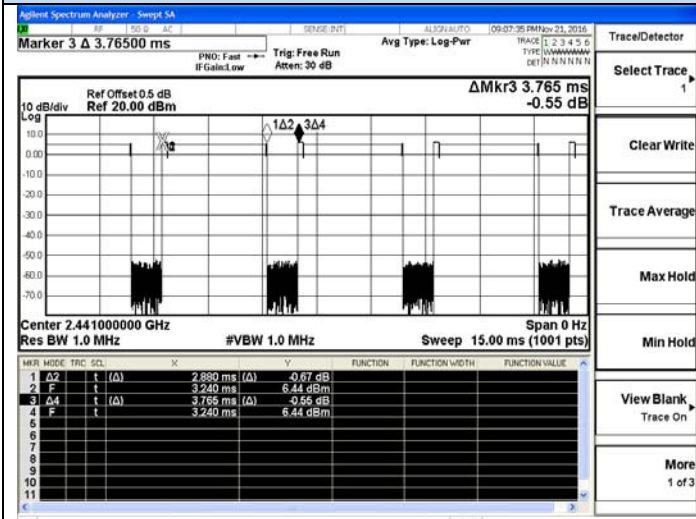 Agilent Spectrum Analyzer - Swept SA
RF 50 Ω AC SENSE:INT ALIGN AUTO 09:07:35 PM Nov 21, 2016
Marker 3 Δ 3.76500 ms
PNO: Fast
IFGain:Low
Trig: Free Run
Atten: 30 dB
Avg Type: Log-Pwr
TRACE 1 2 3 4 5 6
TYPE WWWWWW
DET N N N N N N
Ref Offset 0.5 dB
10 dB/div Ref 20.00 dBm
Log
ΔMkr3 3.765 ms
-0.55 dB
1Δ2 3Δ4
10.0
0.00
-10.0
-20.0
-30.0
-40.0
-50.0
-60.0
-70.0
Center 2.441000000 GHz Span 0 Hz
Res BW 1.0 MHz #VBW 1.0 MHz Sweep 15.00 ms (1001 pts)
MKR MODE TRC SCL X Y FUNCTION FUNCTION WIDTH FUNCTION VALUE
1 Δ2 t (Δ) 2.880 ms (Δ) -0.67 dB
2 F t 3.240 ms 6.44 dBm
3 Δ4 t (Δ) 3.765 ms (Δ) -0.55 dB
4 F t 3.240 ms 6.44 dBm
5
6
7
8
9
10
11
Trace/Detector
Select Trace
1
Clear Write
Trace Average
Max Hold
Min Hold
View Blank
Trace On
More
1 of 3